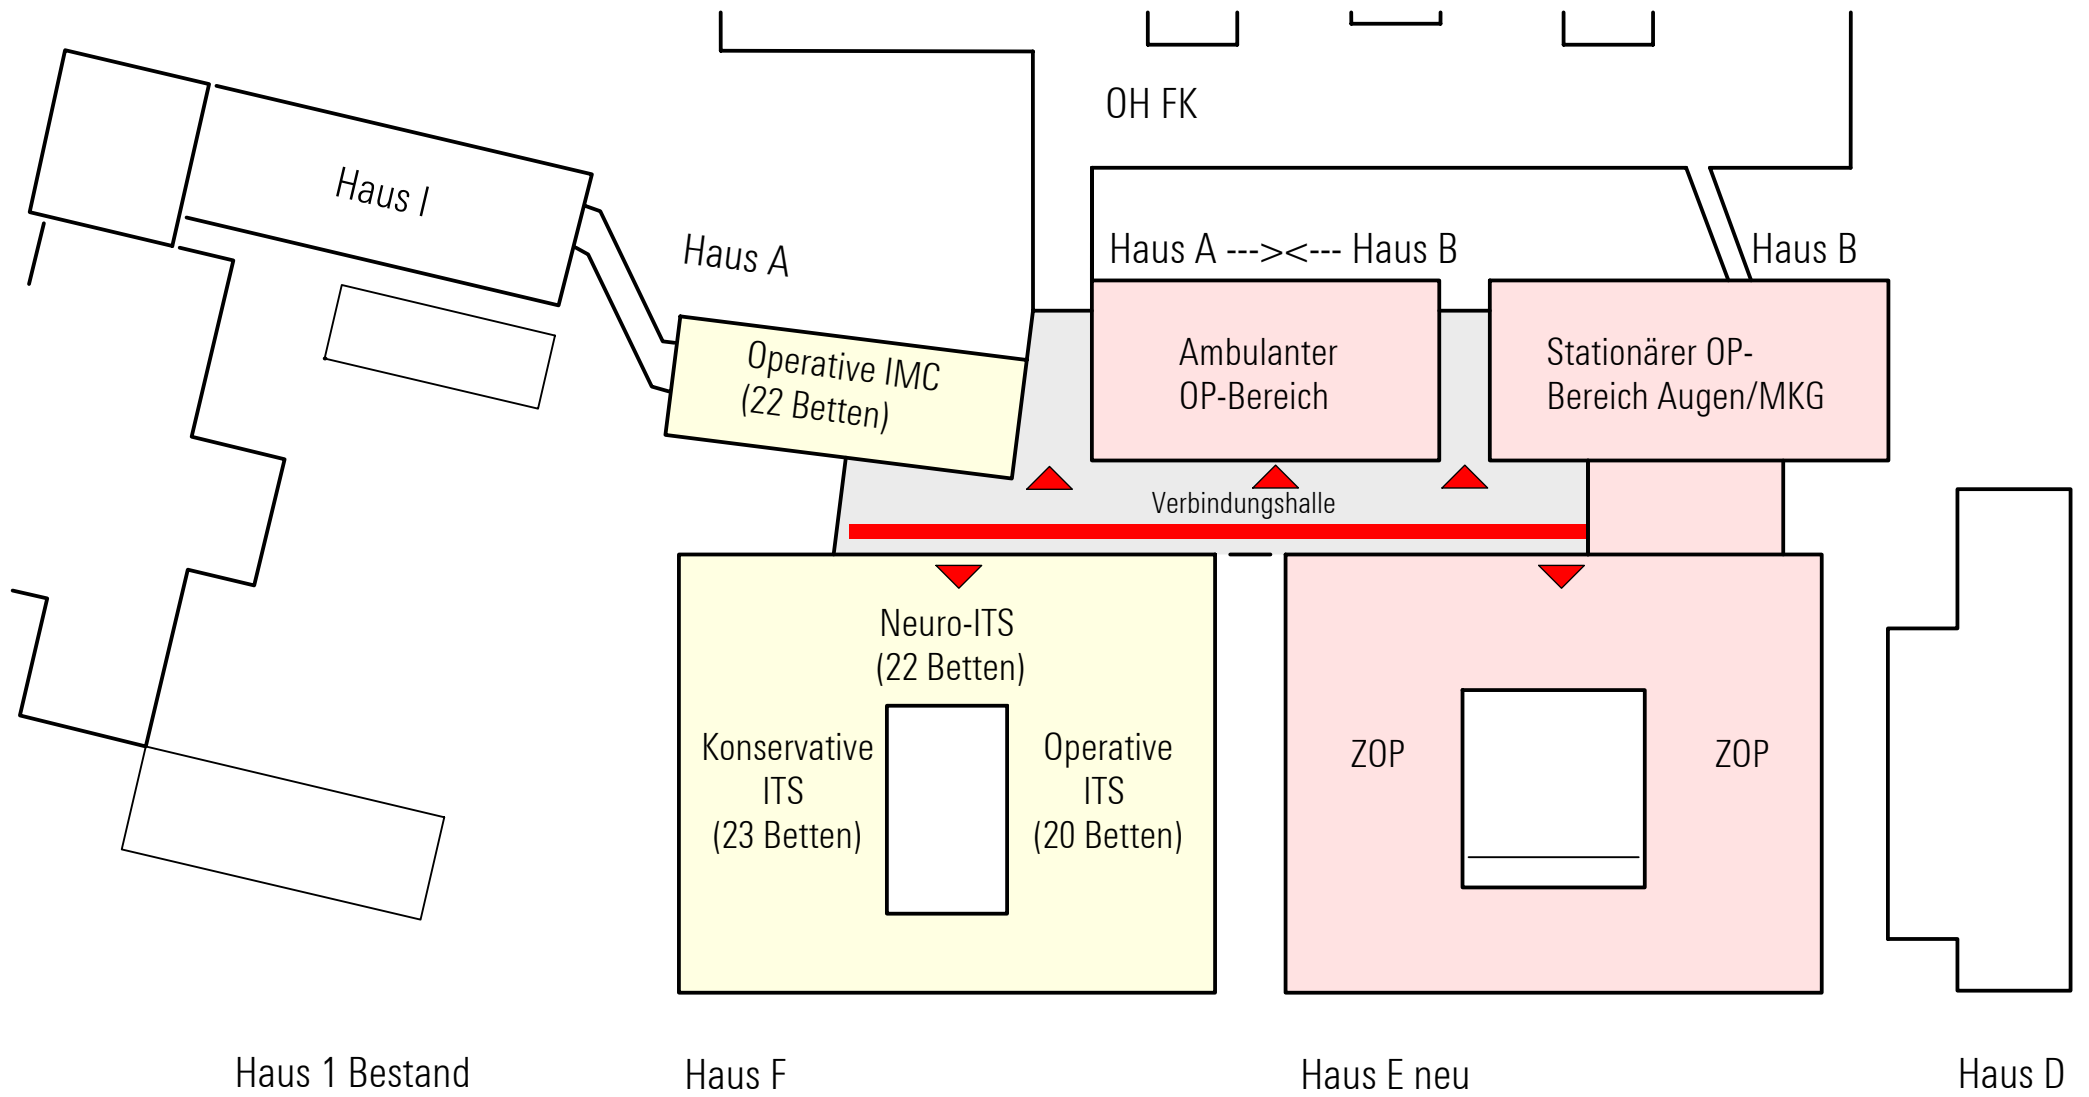 OH FK
Haus I
Haus A
Haus A ---><--- Haus B
Haus B
Operative IMC
(22 Betten)
Ambulanter
OP-Bereich
Stationärer OP-
Bereich Augen/MKG
Verbindungshalle
Neuro-ITS
(22 Betten)
Konservative
ITS
(23 Betten)
Operative
ITS
(20 Betten)
ZOP
ZOP
Haus 1 Bestand
Haus F
Haus E neu
Haus D